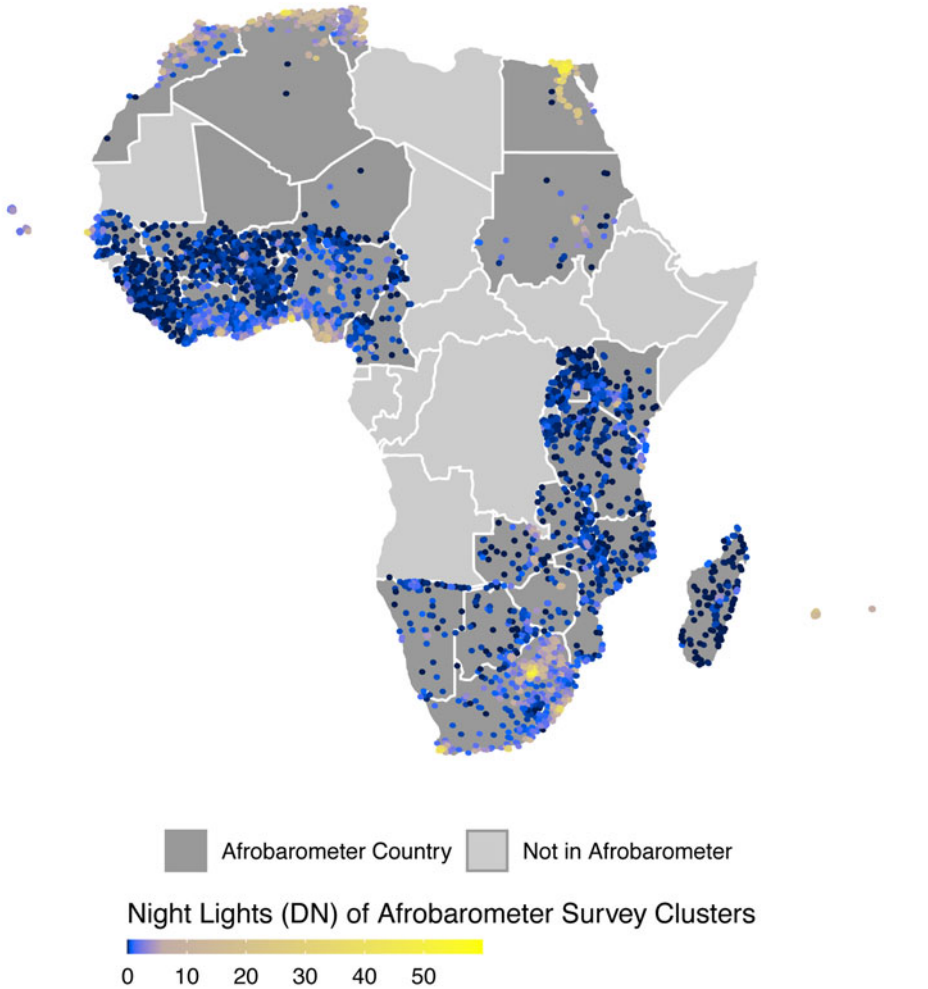 Afrobarometer Country Not in Afrobarometer
Night Lights (DN) of Afrobarometer Survey Clusters
0 10 20 30 40 50